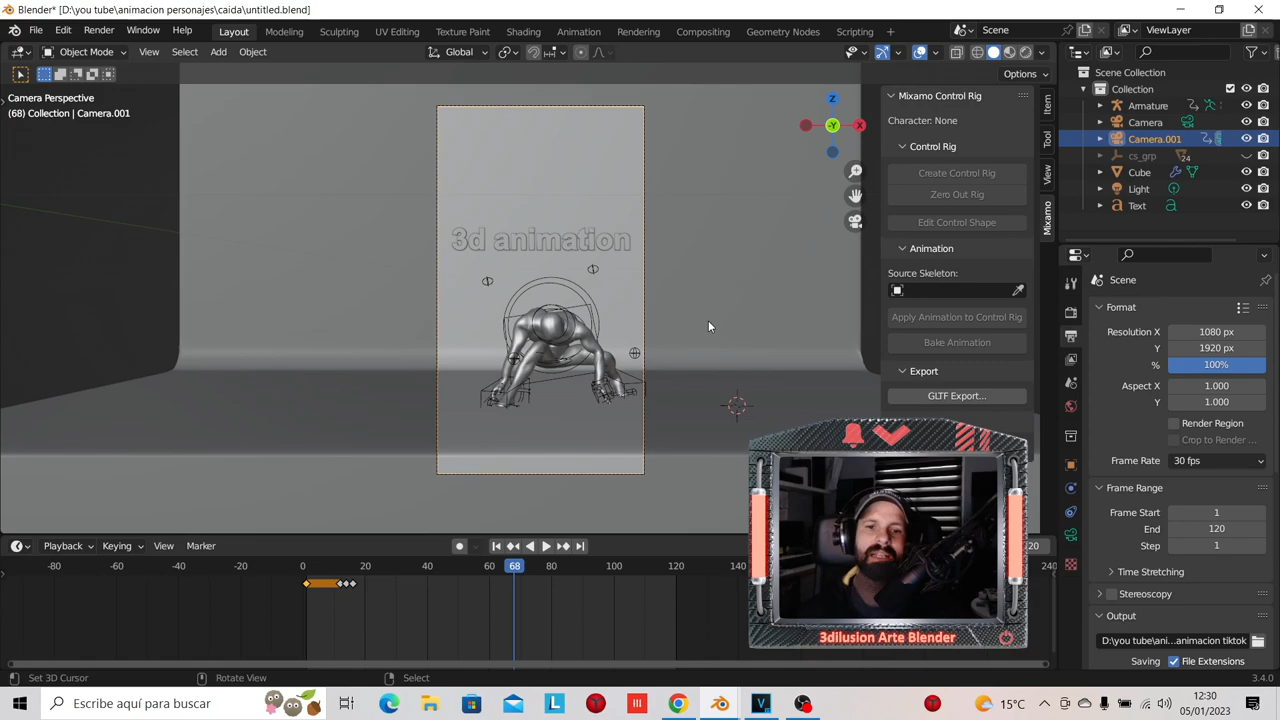 Blender* [D:\you tube\animacion personajes\caida\untitled.blend]
File Edit Render Window Help Layout Modeling Sculpting UV Editing Texture Paint Shading Animation Rendering Compositing Geometry Nodes Scripting Scene ViewLayer
Object Mode View Select Add Object Global
Options
Camera Perspective
(68) Collection | Camera.001
Z
-Y
X
3d animation
Mixamo Control Rig
Character: None
Control Rig
Create Control Rig
Zero Out Rig
Edit Control Shape
Animation
Source Skeleton:
Apply Animation to Control Rig
Bake Animation
Export
GLTF Export...
Item
Tool
View
Mixamo
Scene Collection
Collection
Armature
Camera
Camera.001
cs_grp 24
Cube
Light
Text
Scene
Format
Resolution X 1080 px
Y 1920 px
% 100%
Aspect X 1.000
Y 1.000
Render Region
Crop to Render ...
Frame Rate 30 fps
Frame Range
Frame Start 1
End 120
Step 1
Time Stretching
Stereoscopy
Output
D:\you tube\ani...animacion tiktok
Saving File Extensions
Playback Keying View Marker
-80 -60 -40 -20 0 20 40 68 80 100 120 140 240
3dilusion Arte Blender
Set 3D Cursor Rotate View Select 3.4.0
Escribe aquí para buscar
15°C
12:30
05/01/2023